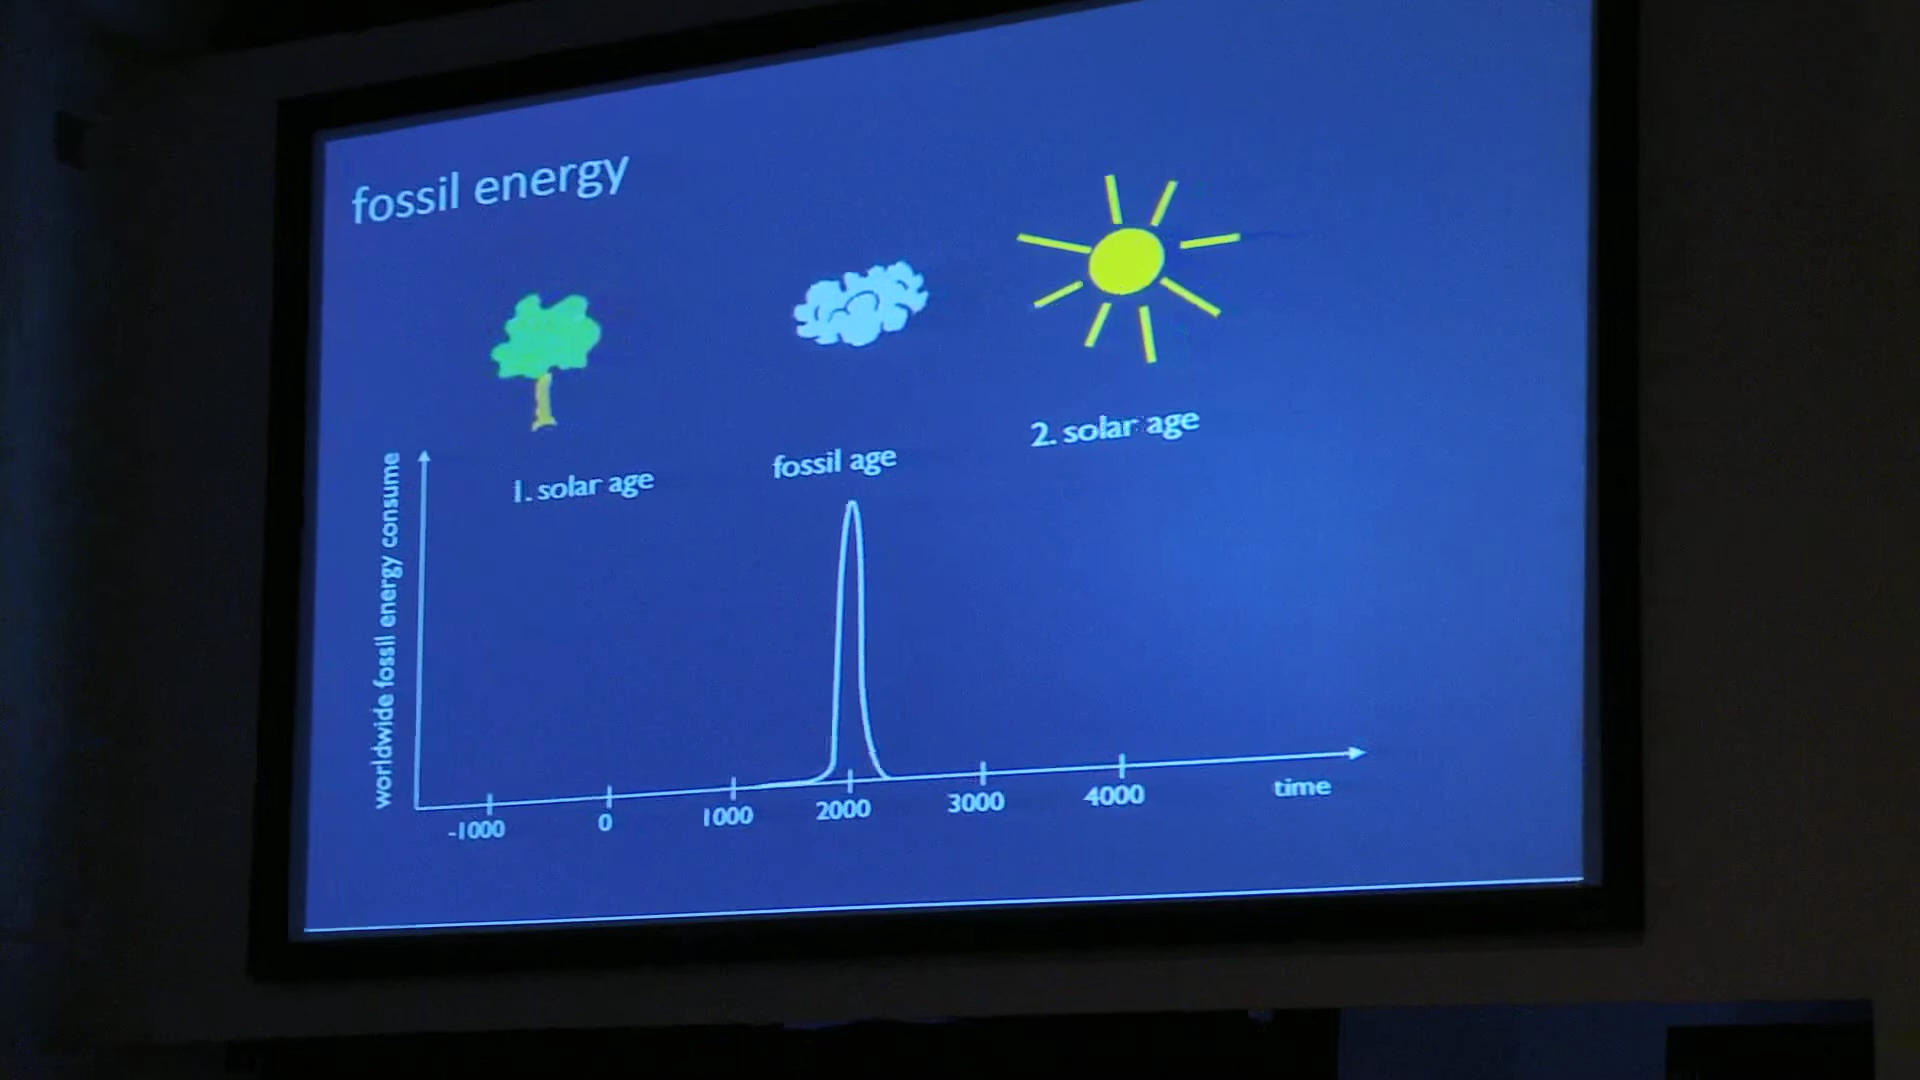 fossil energy
1. solar age
fossil age
2. solar age
worldwide fossil energy consume
-1000
0
1000
2000
3000
4000
time